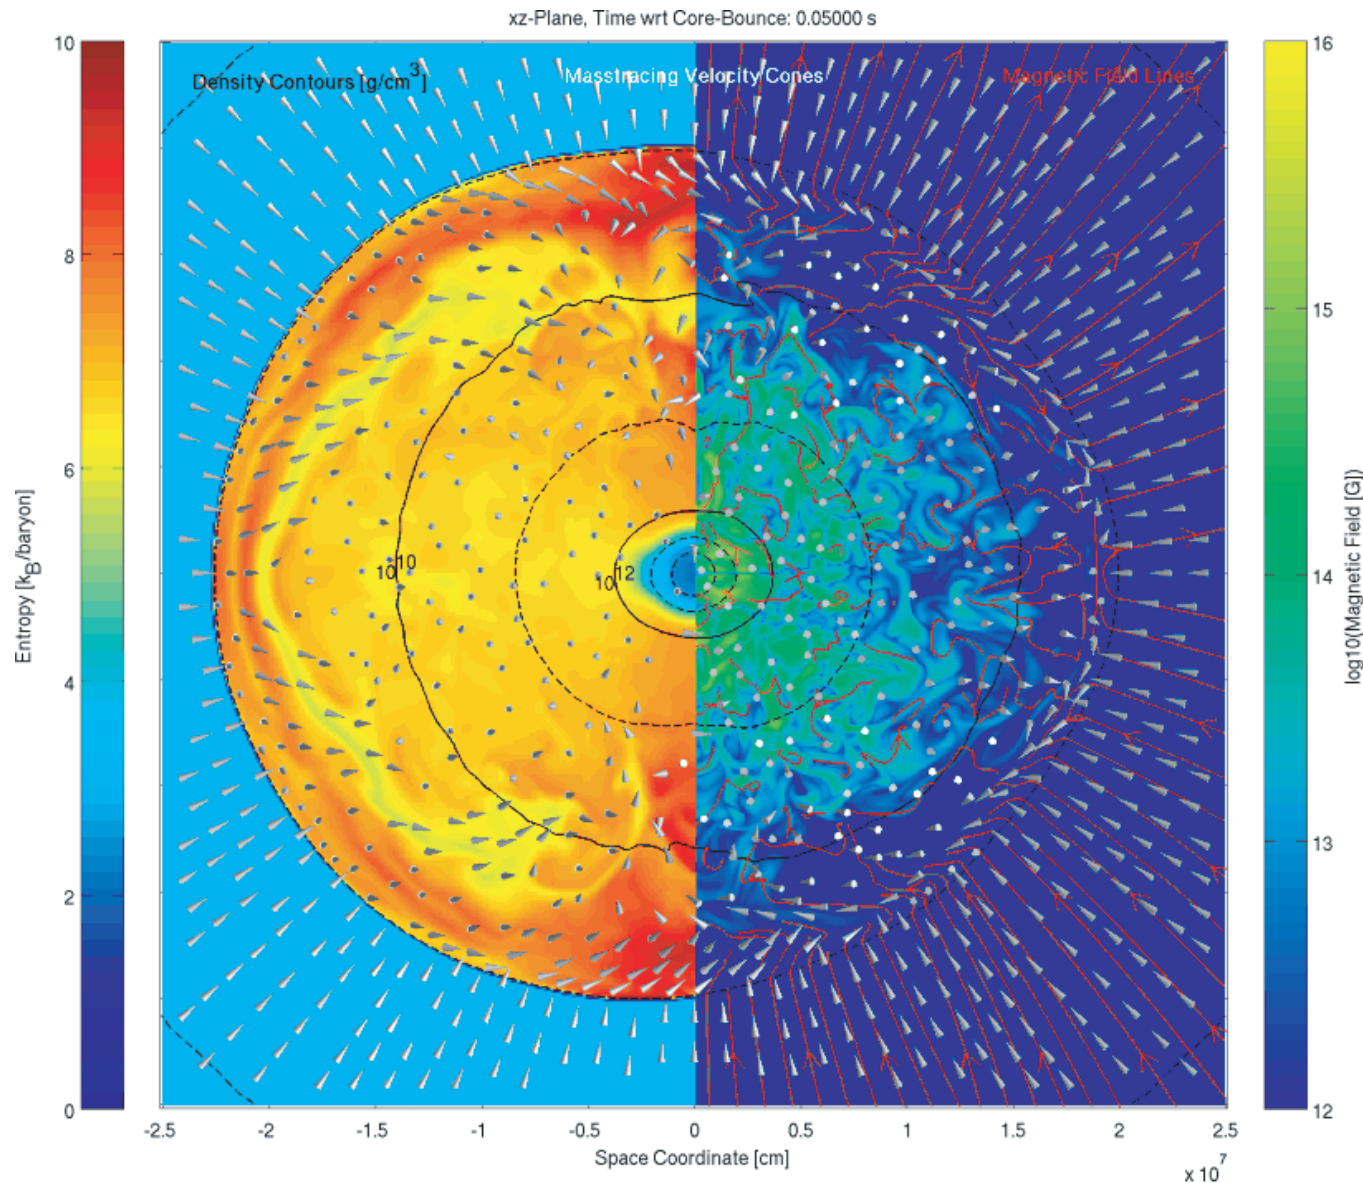 xz-Plane, Time wrt Core-Bounce: 0.05000 s
Density Contours [g/cm³]
Masstracing Velocity Cones
Magnetic Field Lines
10
8
6
4
2
0
Entropy [k_B/baryon]
16
15
14
13
12
log10(Magnetic Field [G])
10^10
10^12
-2.5 -2 -1.5 -1 -0.5 0 0.5 1 1.5 2 2.5
Space Coordinate [cm]
x 10^7